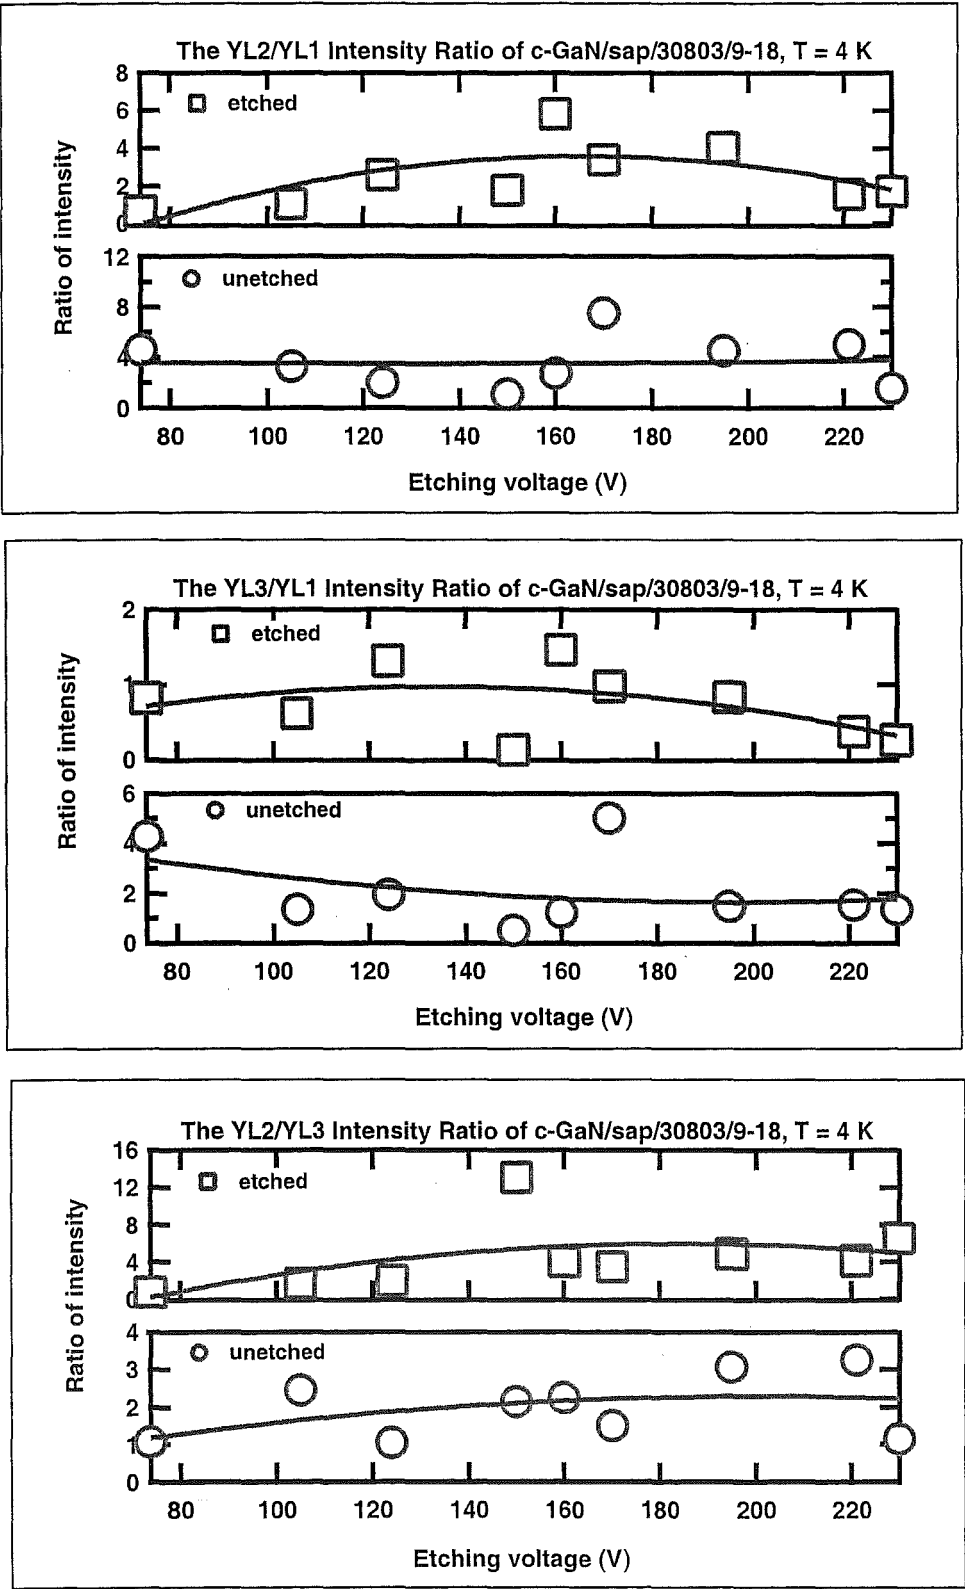 The YL2/YL1 Intensity Ratio of c-GaN/sap/30803/9-18, T = 4 K
8
6
4
2
0
etched
Ratio of intensity
12
8
4
0
unetched
80 100 120 140 160 180 200 220
Etching voltage (V)
The YL3/YL1 Intensity Ratio of c-GaN/sap/30803/9-18, T = 4 K
2
1
0
etched
Ratio of intensity
6
4
2
0
unetched
80 100 120 140 160 180 200 220
Etching voltage (V)
The YL2/YL3 Intensity Ratio of c-GaN/sap/30803/9-18, T = 4 K
16
12
8
4
0
etched
Ratio of intensity
4
3
2
1
0
unetched
80 100 120 140 160 180 200 220
Etching voltage (V)